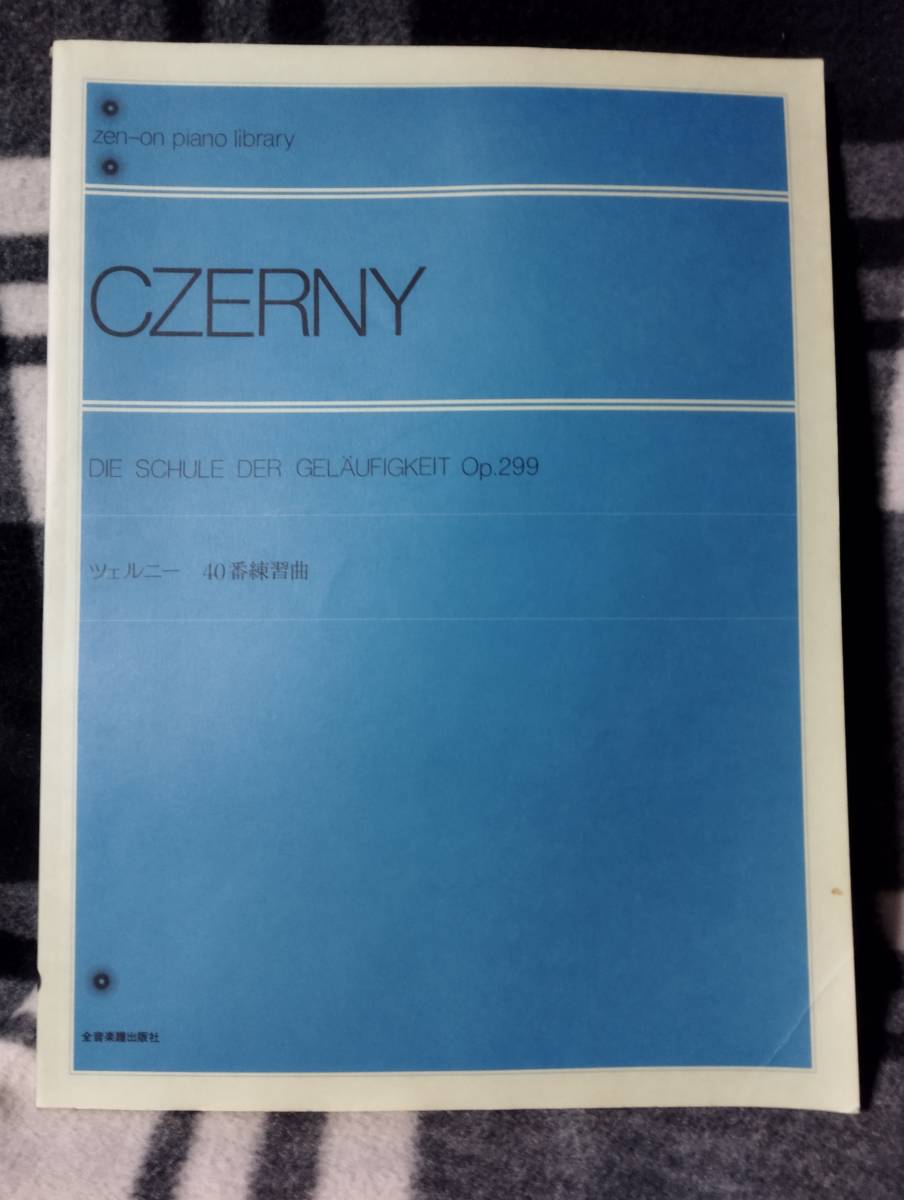 zen-on piano library
CZERNY
DIE SCHULE DER GELÄUFIGKEIT Op.299
ツェルニー 40番練習曲
全音楽譜出版社